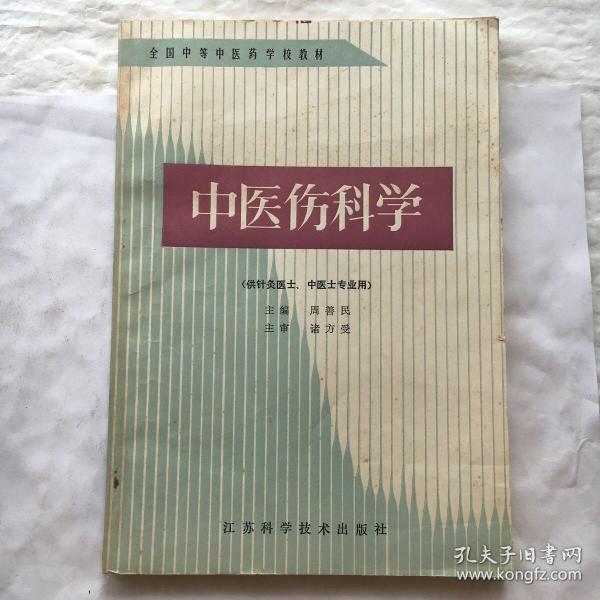 全国中等中医药学校教材
中医伤科学
（供针灸医士、中医士专业用）
主编 周善民
主审 诸方受
江苏科学技术出版社
孔夫子旧书网
www.kongfz.com